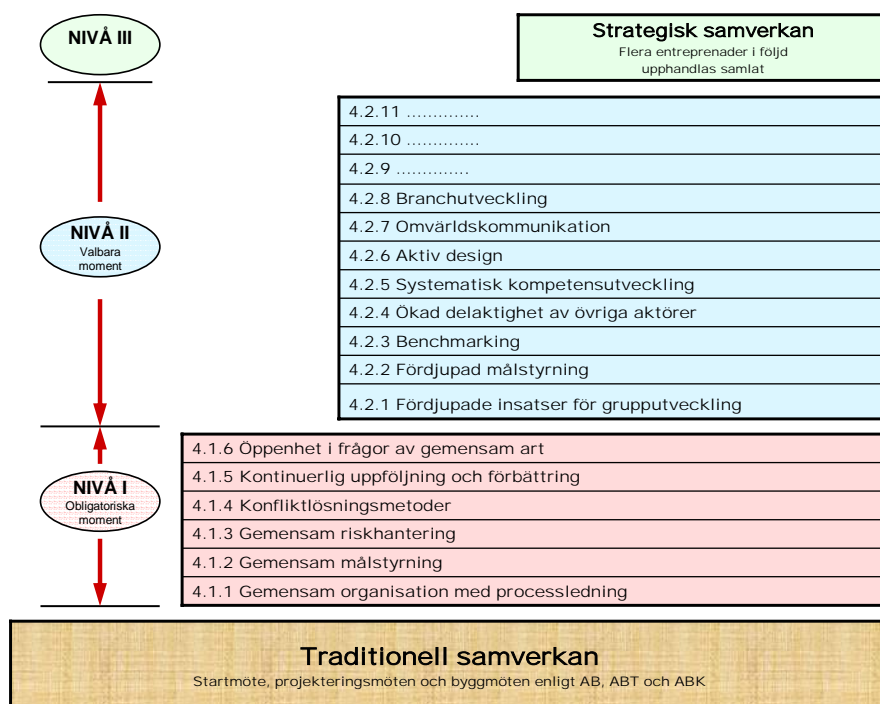 NIVÅ III
Strategisk samverkan
Flera entreprenader i följd
upphandlas samlat
4.2.11 ..............
4.2.10 ..............
4.2.9 ..............
4.2.8 Branchutveckling
4.2.7 Omvärldskommunikation
4.2.6 Aktiv design
4.2.5 Systematisk kompetensutveckling
4.2.4 Ökad delaktighet av övriga aktörer
4.2.3 Benchmarking
4.2.2 Fördjupad målstyrning
4.2.1 Fördjupade insatser för grupputveckling
NIVÅ II
Valbara
moment
4.1.6 Öppenhet i frågor av gemensam art
4.1.5 Kontinuerlig uppföljning och förbättring
4.1.4 Konfliktlösningsmetoder
4.1.3 Gemensam riskhantering
4.1.2 Gemensam målstyrning
4.1.1 Gemensam organisation med processledning
NIVÅ I
Obligatoriska
moment
Traditionell samverkan
Startmöte, projekteringsmöten och byggmöten enligt AB, ABT och ABK